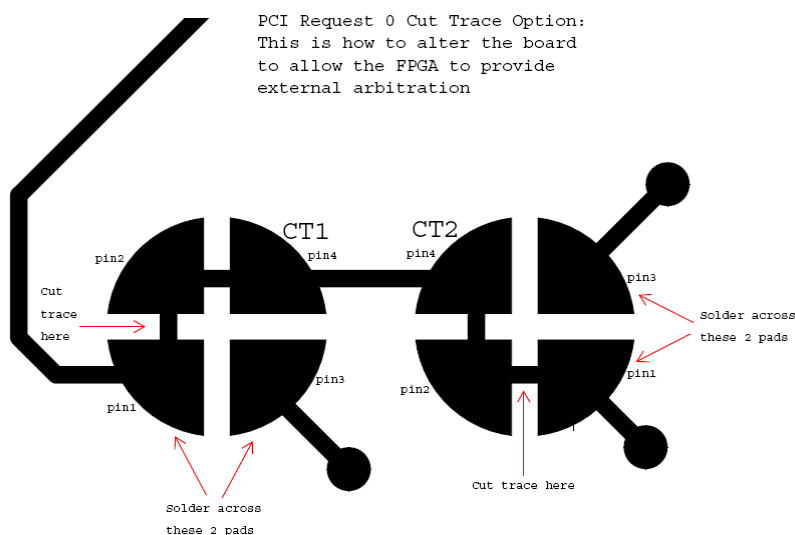 PCI Request 0 Cut Trace Option:
This is how to alter the board
to allow the FPGA to provide
external arbitration
CT1
CT2
pin2
pin4
pin4
pin3
Cut
trace
here
Solder across
these 2 pads
pin1
pin3
pin2
pin1
Cut trace here
Solder across
these 2 pads